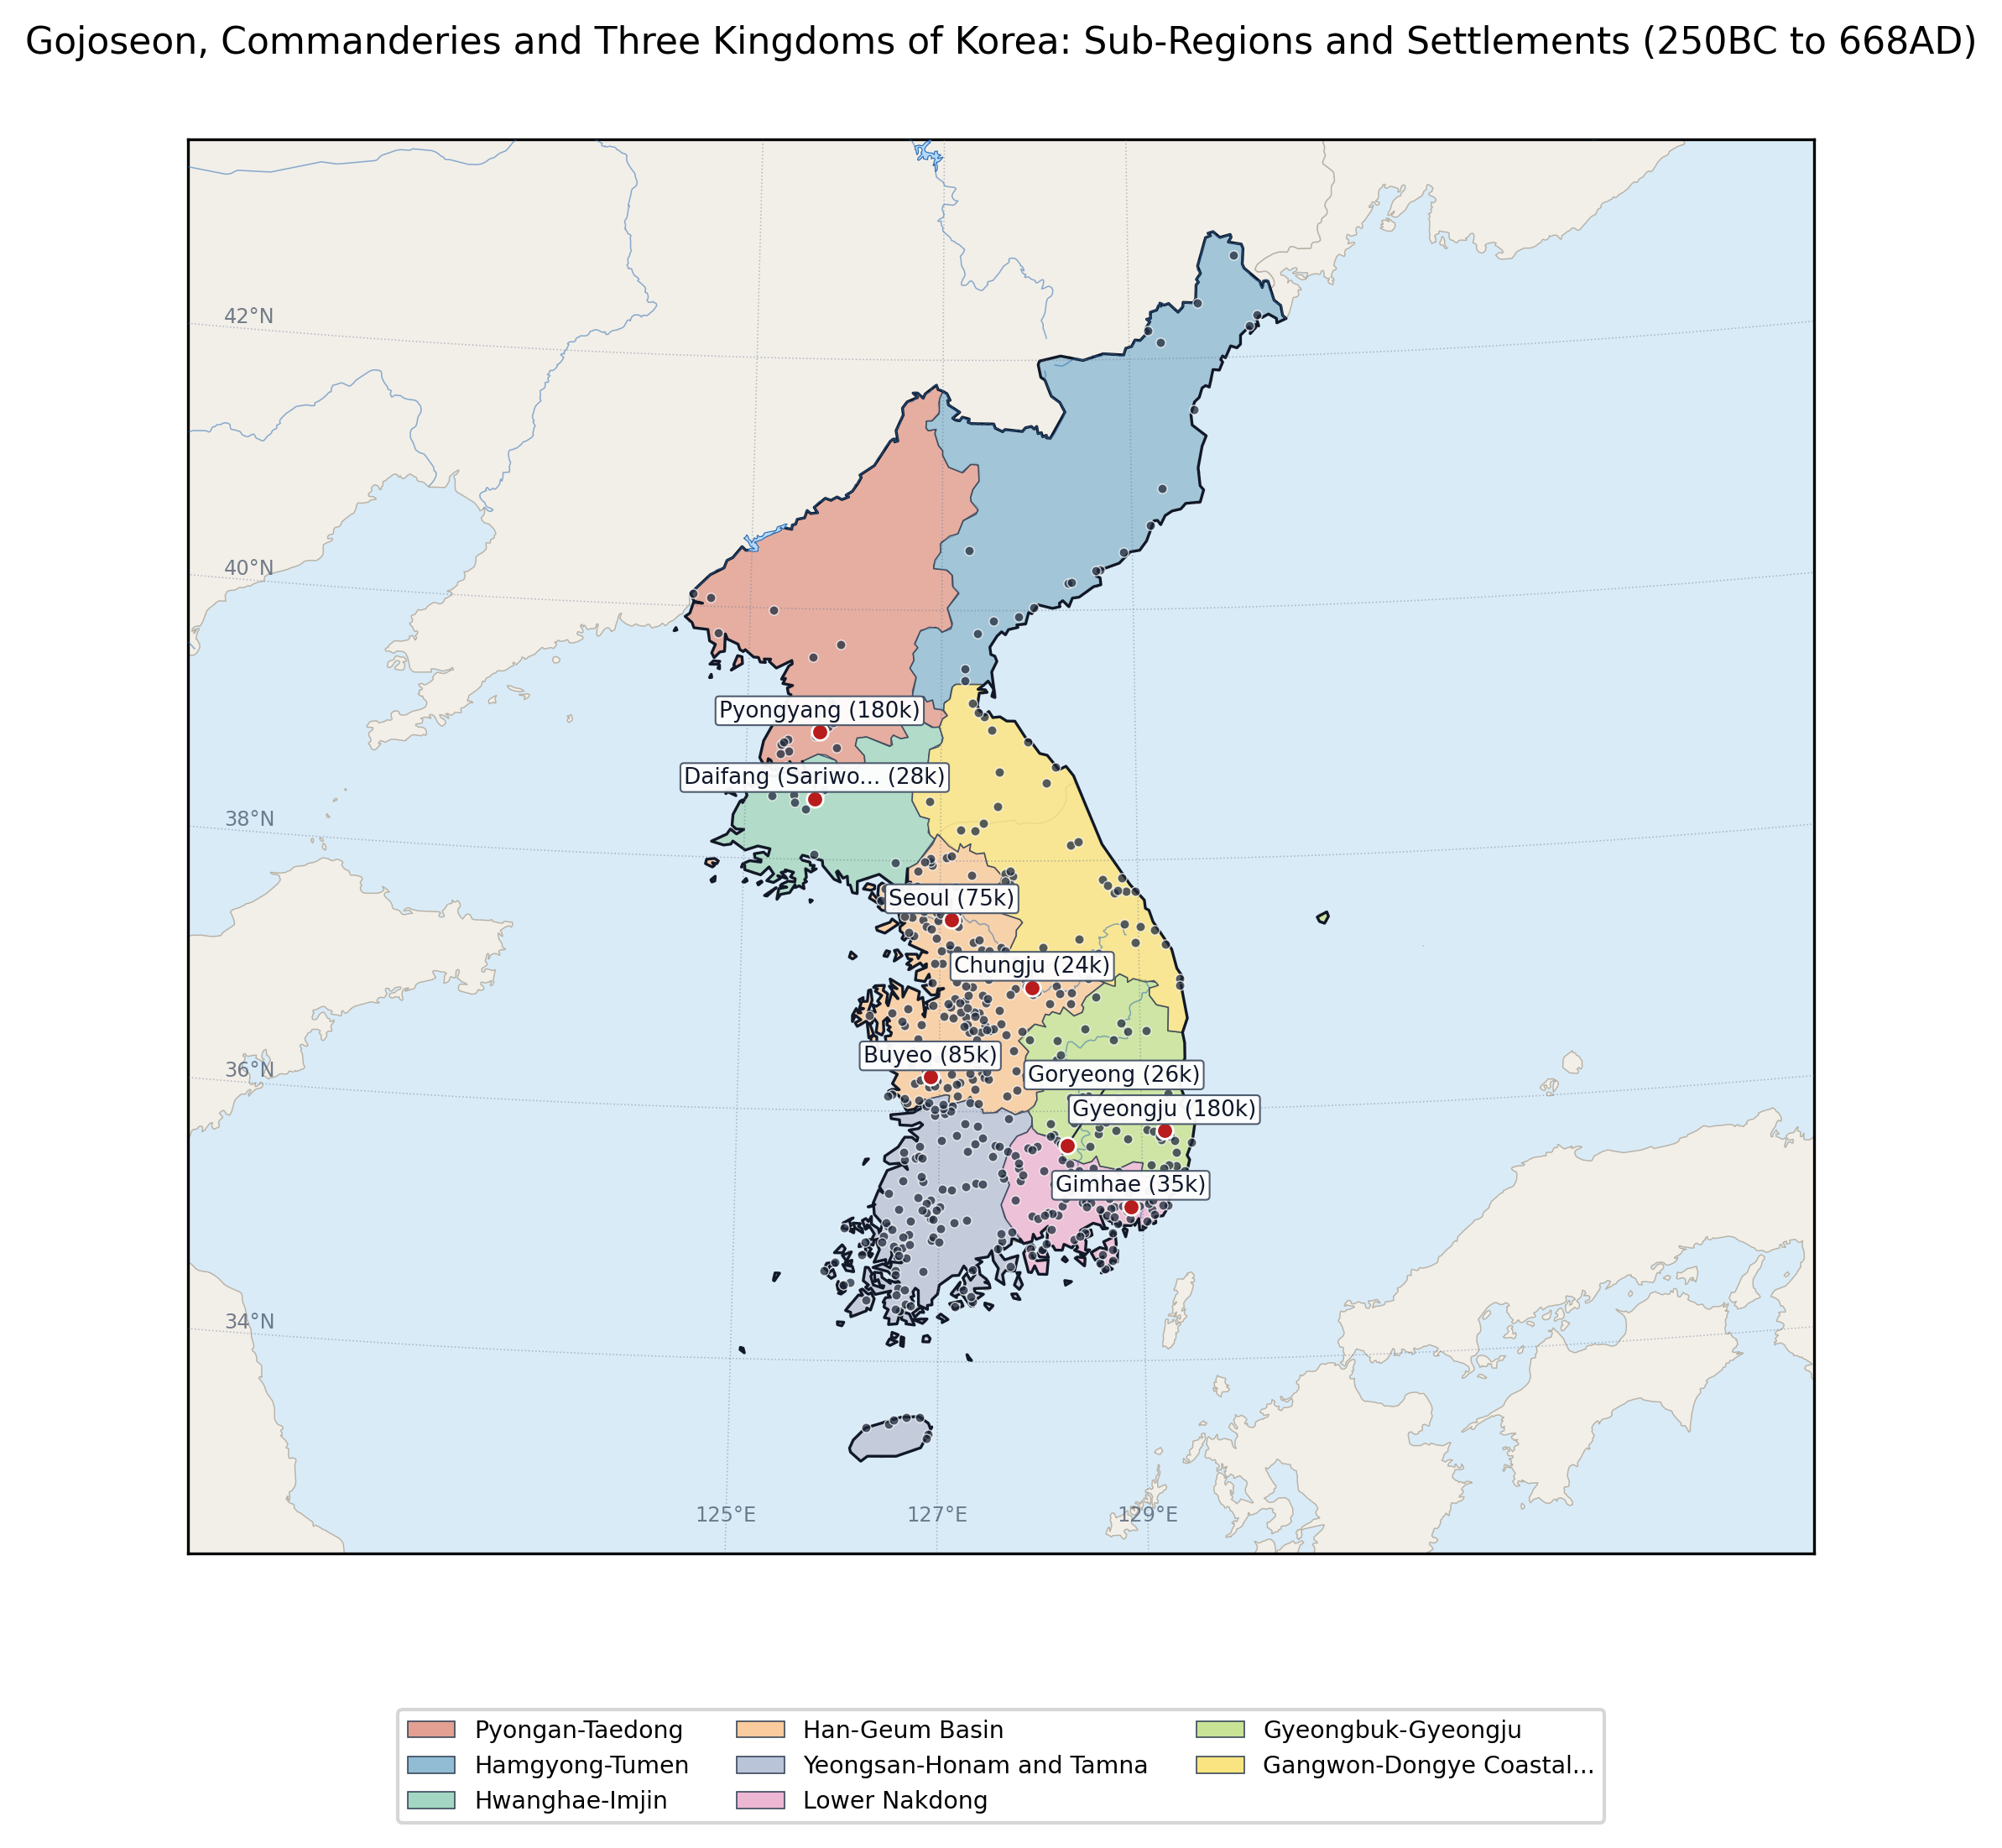 Gojoseon, Commanderies and Three Kingdoms of Korea: Sub-Regions and Settlements (250BC to 668AD)
42°N
40°N
Pyongyang (180k)
Daifang (Sariwo... (28k)
38°N
Seoul (75k)
Chungju (24k)
Buyeo (85k)
36°N
Goryeong (26k)
Gyeongju (180k)
Gimhae (35k)
34°N
125°E
127°E
129°E
Pyongan-Taedong
Hamgyong-Tumen
Hwanghae-Imjin
Han-Geum Basin
Yeongsan-Honam and Tamna
Lower Nakdong
Gyeongbuk-Gyeongju
Gangwon-Dongye Coastal...